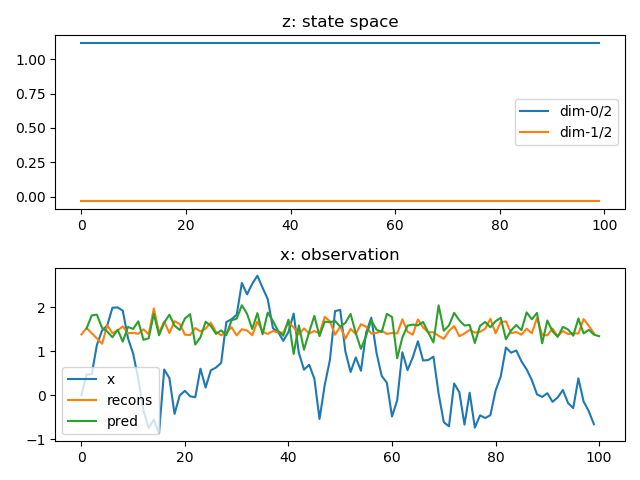 z: state space
1.00
0.75
0.50
0.25
0.00
dim-0/2
dim-1/2
0 20 40 60 80 100
x: observation
2
1
0
−1
x
recons
pred
0 20 40 60 80 100